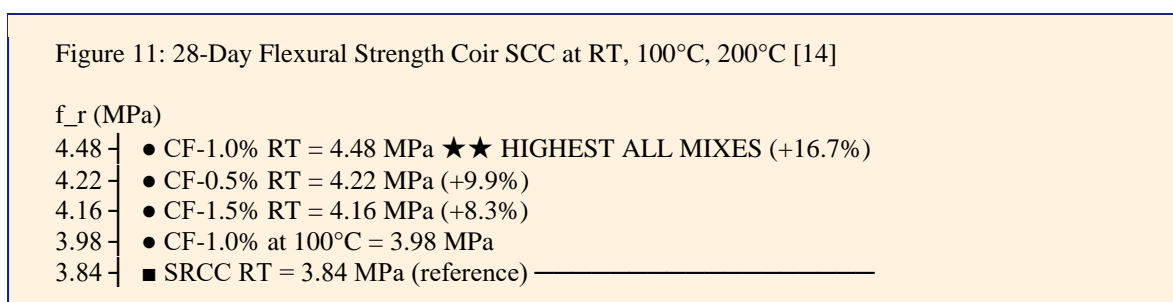 Figure 11: 28-Day Flexural Strength Coir SCC at RT, 100°C, 200°C [14]
f_r (MPa)
4.48 ┤ ● CF-1.0% RT = 4.48 MPa ★★ HIGHEST ALL MIXES (+16.7%)
4.22 ┤ ● CF-0.5% RT = 4.22 MPa (+9.9%)
4.16 ┤ ● CF-1.5% RT = 4.16 MPa (+8.3%)
3.98 ┤ ● CF-1.0% at 100°C = 3.98 MPa
3.84 ┤ ■ SRCC RT = 3.84 MPa (reference) ────────────────